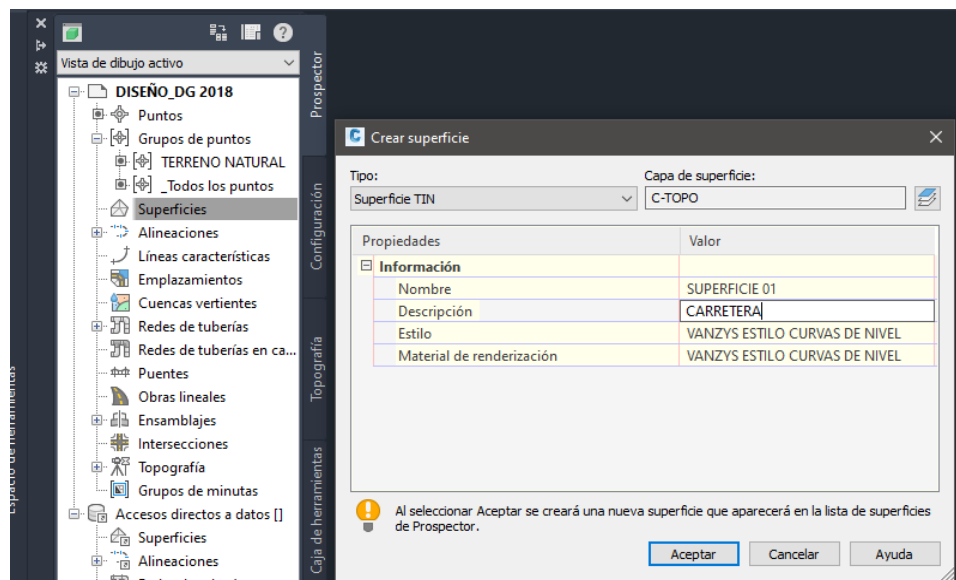 Vista de dibujo activo
DISEÑO_DG 2018
Puntos
Grupos de puntos
TERRENO NATURAL
_Todos los puntos
Superficies
Alineaciones
Líneas características
Emplazamientos
Cuencas vertientes
Redes de tuberías
Redes de tuberías en ca...
Puentes
Obras lineales
Ensamblajes
Intersecciones
Topografía
Grupos de minutas
Accesos directos a datos []
Superficies
Alineaciones
Prospector
Configuración
Topografía
Caja de herramientas
Espacio de herramientas
Crear superficie
Tipo:
Capa de superficie:
Superficie TIN
C-TOPO
Propiedades Valor
Información
Nombre SUPERFICIE 01
Descripción CARRETERA
Estilo VANZYS ESTILO CURVAS DE NIVEL
Material de renderización VANZYS ESTILO CURVAS DE NIVEL
Al seleccionar Aceptar se creará una nueva superficie que aparecerá en la lista de superficies
de Prospector.
Aceptar Cancelar Ayuda